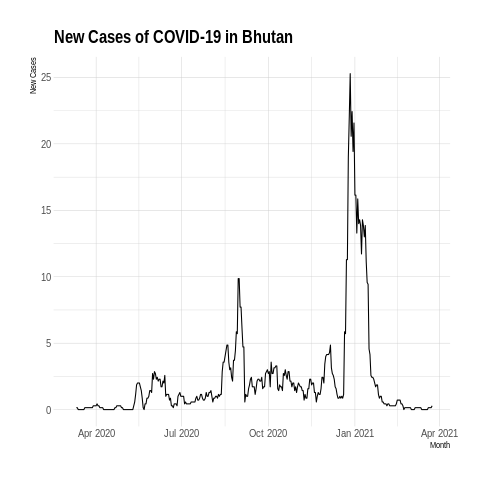 New Cases of COVID-19 in Bhutan
New Cases
25
20
15
10
5
0
Apr 2020
Jul 2020
Oct 2020
Jan 2021
Apr 2021
Month